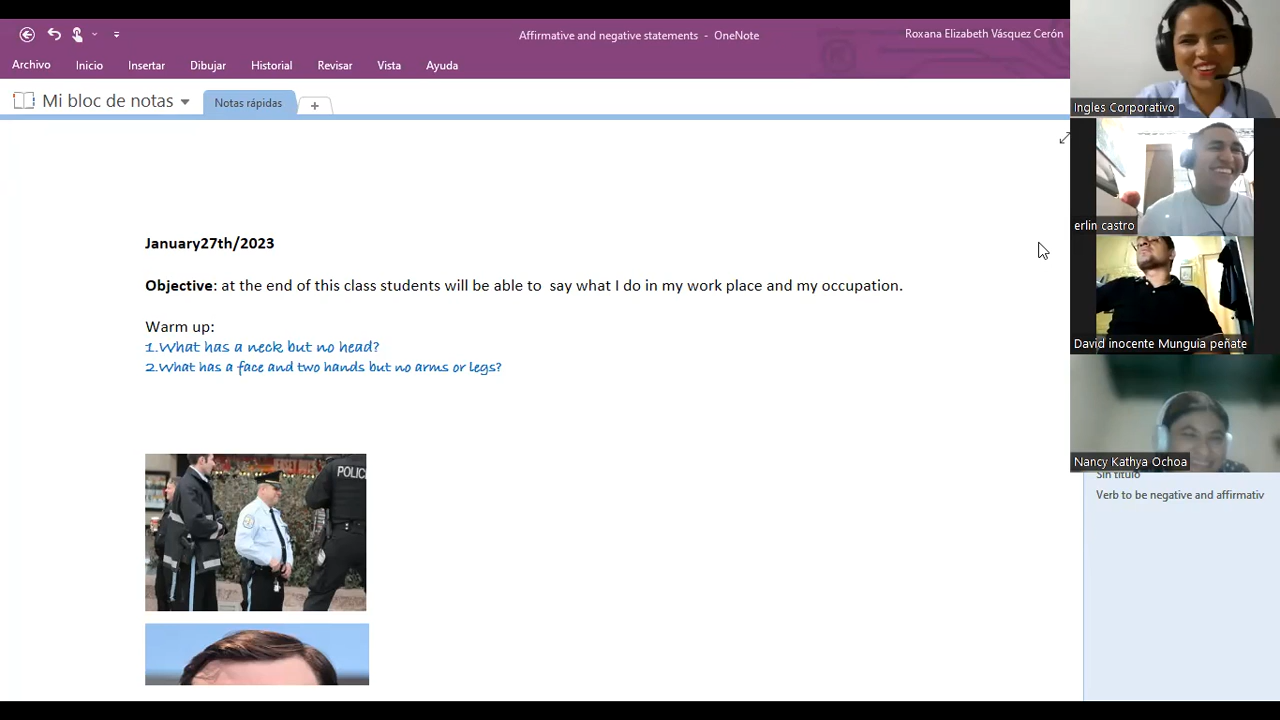 Affirmative and negative statements - OneNote
Roxana Elizabeth Vásquez Cerón
Archivo Inicio Insertar Dibujar Historial Revisar Vista Ayuda
Mi bloc de notas Notas rápidas
January27th/2023
Objective: at the end of this class students will be able to say what I do in my work place and my occupation.
Warm up:
1.What has a neck but no head?
2.What has a face and two hands but no arms or legs?
POLICE
Ingles Corporativo
erlin castro
David inocente Munguia peñate
Nancy Kathya Ochoa
Sin título
Verb to be negative and affirmativ